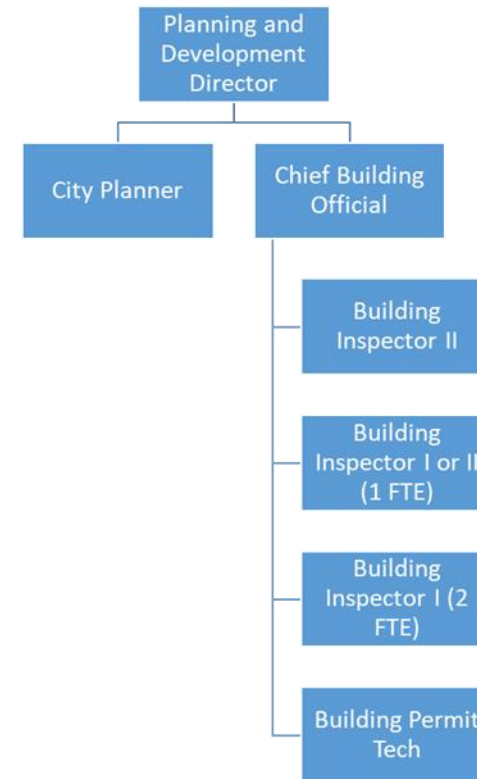 Planning and
Development
Director
City Planner
Chief Building
Official
Building
Inspector II
Building
Inspector I or II
(1 FTE)
Building
Inspector I (2
FTE)
Building Permit
Tech